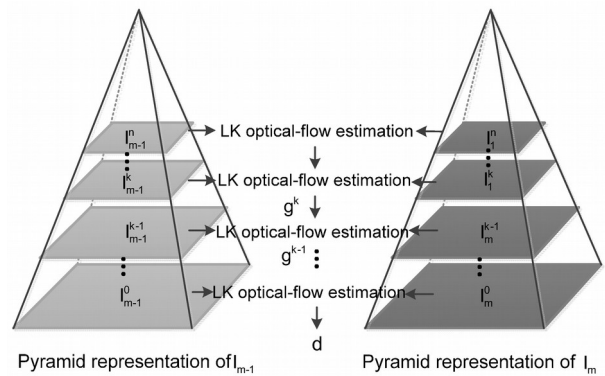 I^n_{m-1} → LK optical-flow estimation ← I^n_1
I^k_{m-1} → LK optical-flow estimation ← I^k_1
g^k
I^{k-1}_{m-1} → LK optical-flow estimation ← I^{k-1}_m
g^{k-1}
I^0_{m-1} → LK optical-flow estimation ← I^0_m
d
Pyramid representation of I_{m-1}
Pyramid representation of I_m